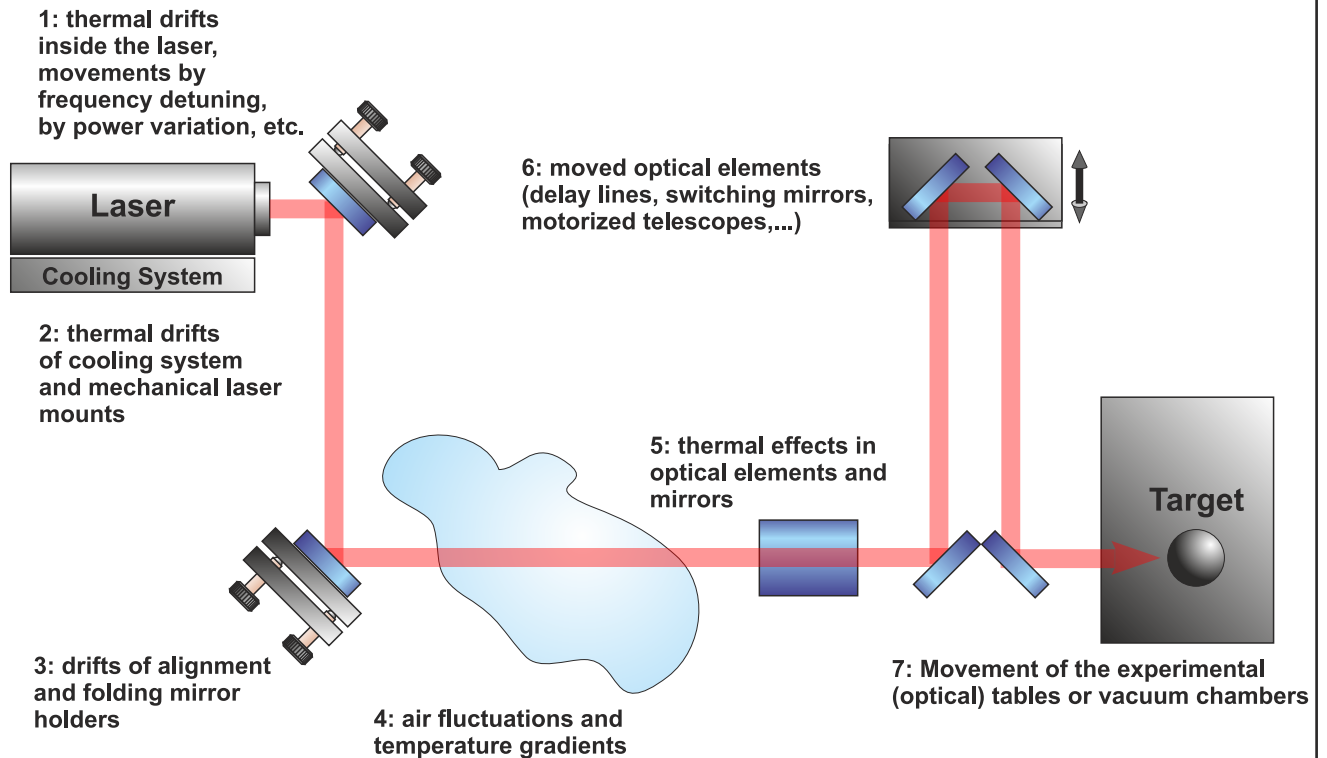 1: thermal drifts
inside the laser,
movements by
frequency detuning,
by power variation, etc.
Laser
Cooling System
2: thermal drifts
of cooling system
and mechanical laser
mounts
3: drifts of alignment
and folding mirror
holders
4: air fluctuations and
temperature gradients
5: thermal effects in
optical elements and
mirrors
6: moved optical elements
(delay lines, switching mirrors,
motorized telescopes,...)
Target
7: Movement of the experimental
(optical) tables or vacuum chambers